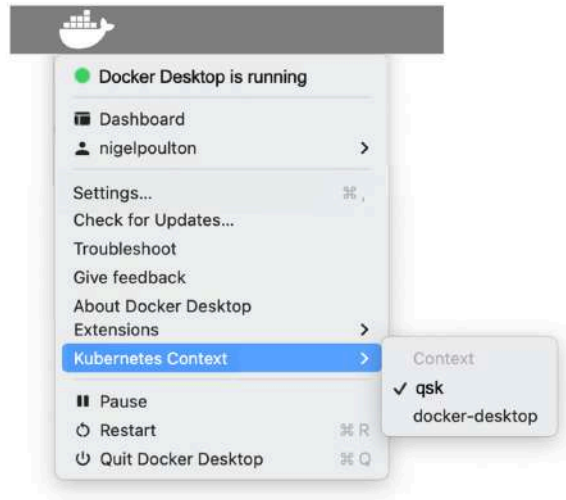 Docker Desktop is running
Dashboard
nigelpoulton >
Settings... ⌘ ,
Check for Updates...
Troubleshoot
Give feedback
About Docker Desktop
Extensions >
Kubernetes Context >
Context
✓ qsk
docker-desktop
Pause
Restart ⌘ R
Quit Docker Desktop ⌘ Q